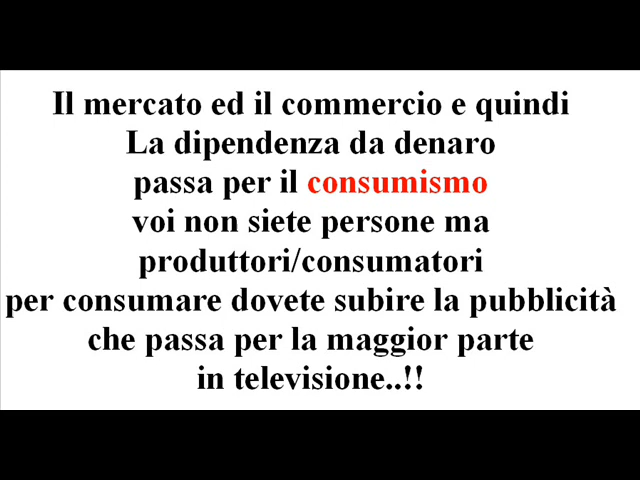 Il mercato ed il commercio e quindi
La dipendenza da denaro
passa per il consumismo
voi non siete persone ma
produttori/consumatori
per consumare dovete subire la pubblicità
che passa per la maggior parte
in televisione..!!